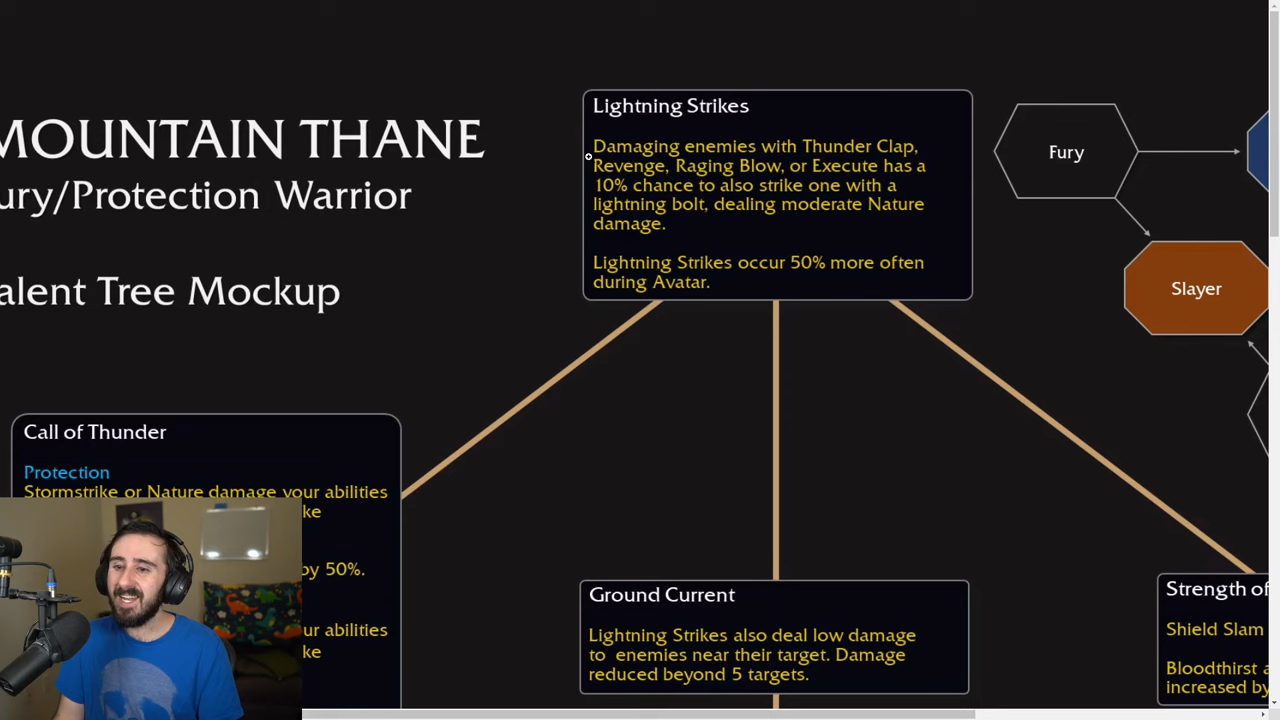 MOUNTAIN THANE
ury/Protection Warrior
alent Tree Mockup
Lightning Strikes
Damaging enemies with Thunder Clap,
Revenge, Raging Blow, or Execute has a
10% chance to also strike one with a
lightning bolt, dealing moderate Nature
damage.
Lightning Strikes occur 50% more often
during Avatar.
Fury
Slayer
Call of Thunder
Protection
Stormstrike or Nature damage your abilities
ke
by 50%.
ur abilities
ke
Ground Current
Lightning Strikes also deal low damage
to enemies near their target. Damage
reduced beyond 5 targets.
Strength of
Shield Slam
Bloodthirst a
increased by